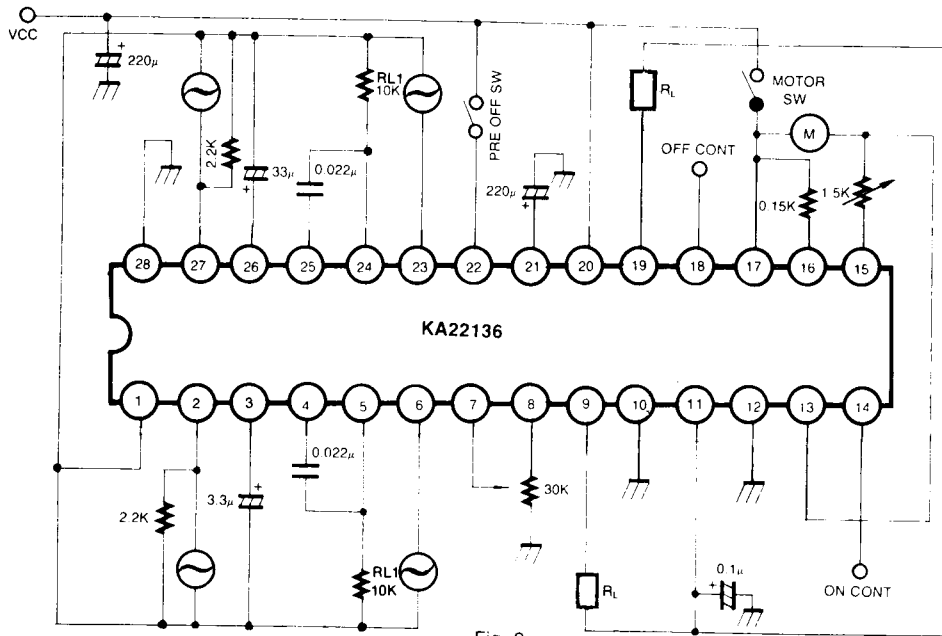 VCC
220μ
+
2.2K
33μ
+
0.022μ
RL1
10K
PRE OFF SW
220μ
+
RL
OFF CONT
MOTOR
SW
M
0.15K
1.5K
28 27 26 25 24 23 22 21 20 19 18 17 16 15
KA22136
1 2 3 4 5 6 7 8 9 10 11 12 13 14
2.2K
3.3μ
+
0.022μ
RL1
10K
30K
RL
0.1μ
+
ON CONT